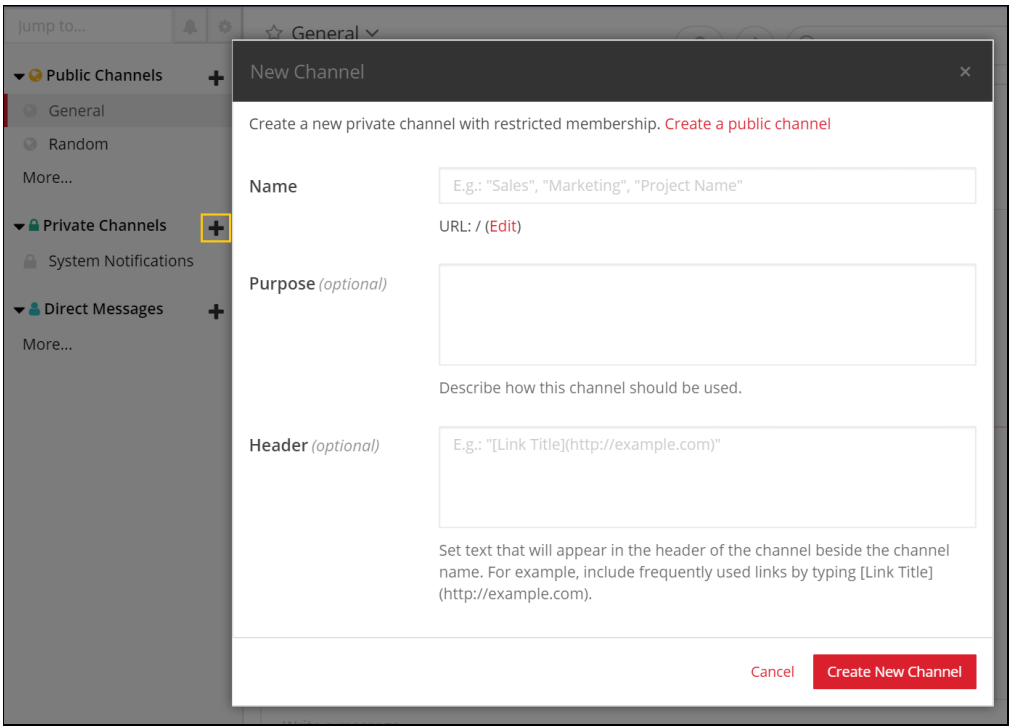 Jump to...
General
Public Channels
General
Random
More...
Private Channels
System Notifications
Direct Messages
More...
New Channel
×
Create a new private channel with restricted membership. Create a public channel
Name
E.g.: "Sales", "Marketing", "Project Name"
URL: / (Edit)
Purpose (optional)
Describe how this channel should be used.
Header (optional)
E.g.: "[Link Title](http://example.com)"
Set text that will appear in the header of the channel beside the channel
name. For example, include frequently used links by typing [Link Title]
(http://example.com).
Cancel
Create New Channel